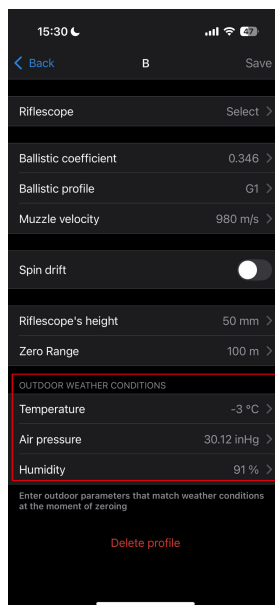 15:30
47
Back B Save
Riflescope Select
Ballistic coefficient 0.346
Ballistic profile G1
Muzzle velocity 980 m/s
Spin drift
Riflescope's height 50 mm
Zero Range 100 m
OUTDOOR WEATHER CONDITIONS
Temperature -3 °C
Air pressure 30.12 inHg
Humidity 91 %
Enter outdoor parameters that match weather conditions
at the moment of zeroing
Delete profile